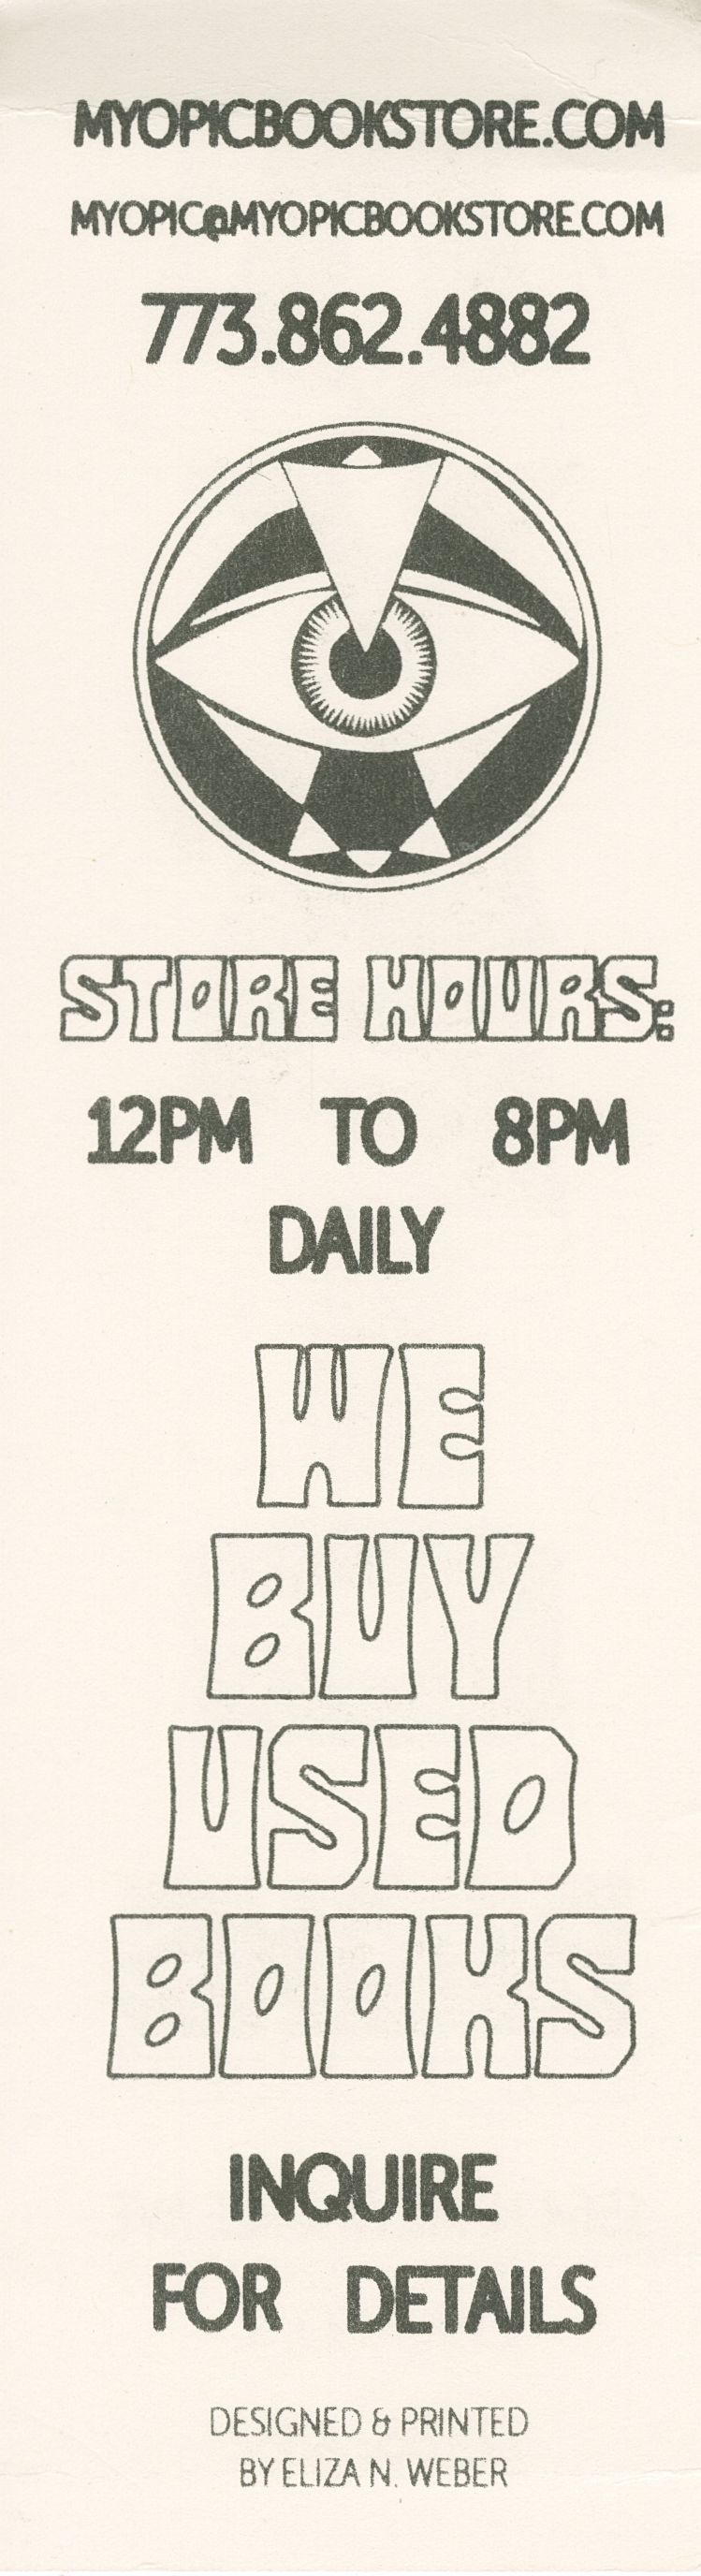 MYOPICBOOKSTORE.COM
MYOPIC@MYOPICBOOKSTORE.COM
773.862.4882
STORE HOURS:
12PM TO 8PM
DAILY
WE
BUY
USED
BOOKS
INQUIRE
FOR DETAILS
DESIGNED & PRINTED
BY ELIZA N. WEBER